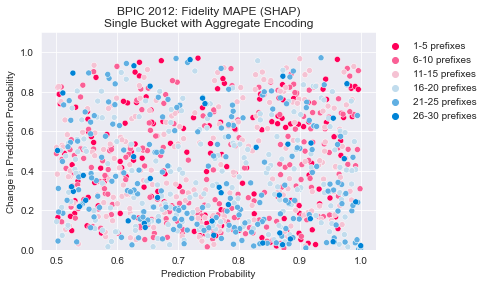 BPIC 2012: Fidelity MAPE (SHAP)
Single Bucket with Aggregate Encoding
Change in Prediction Probability
1.0
0.8
0.6
0.4
0.2
0.0
0.5 0.6 0.7 0.8 0.9 1.0
Prediction Probability
1-5 prefixes
6-10 prefixes
11-15 prefixes
16-20 prefixes
21-25 prefixes
26-30 prefixes